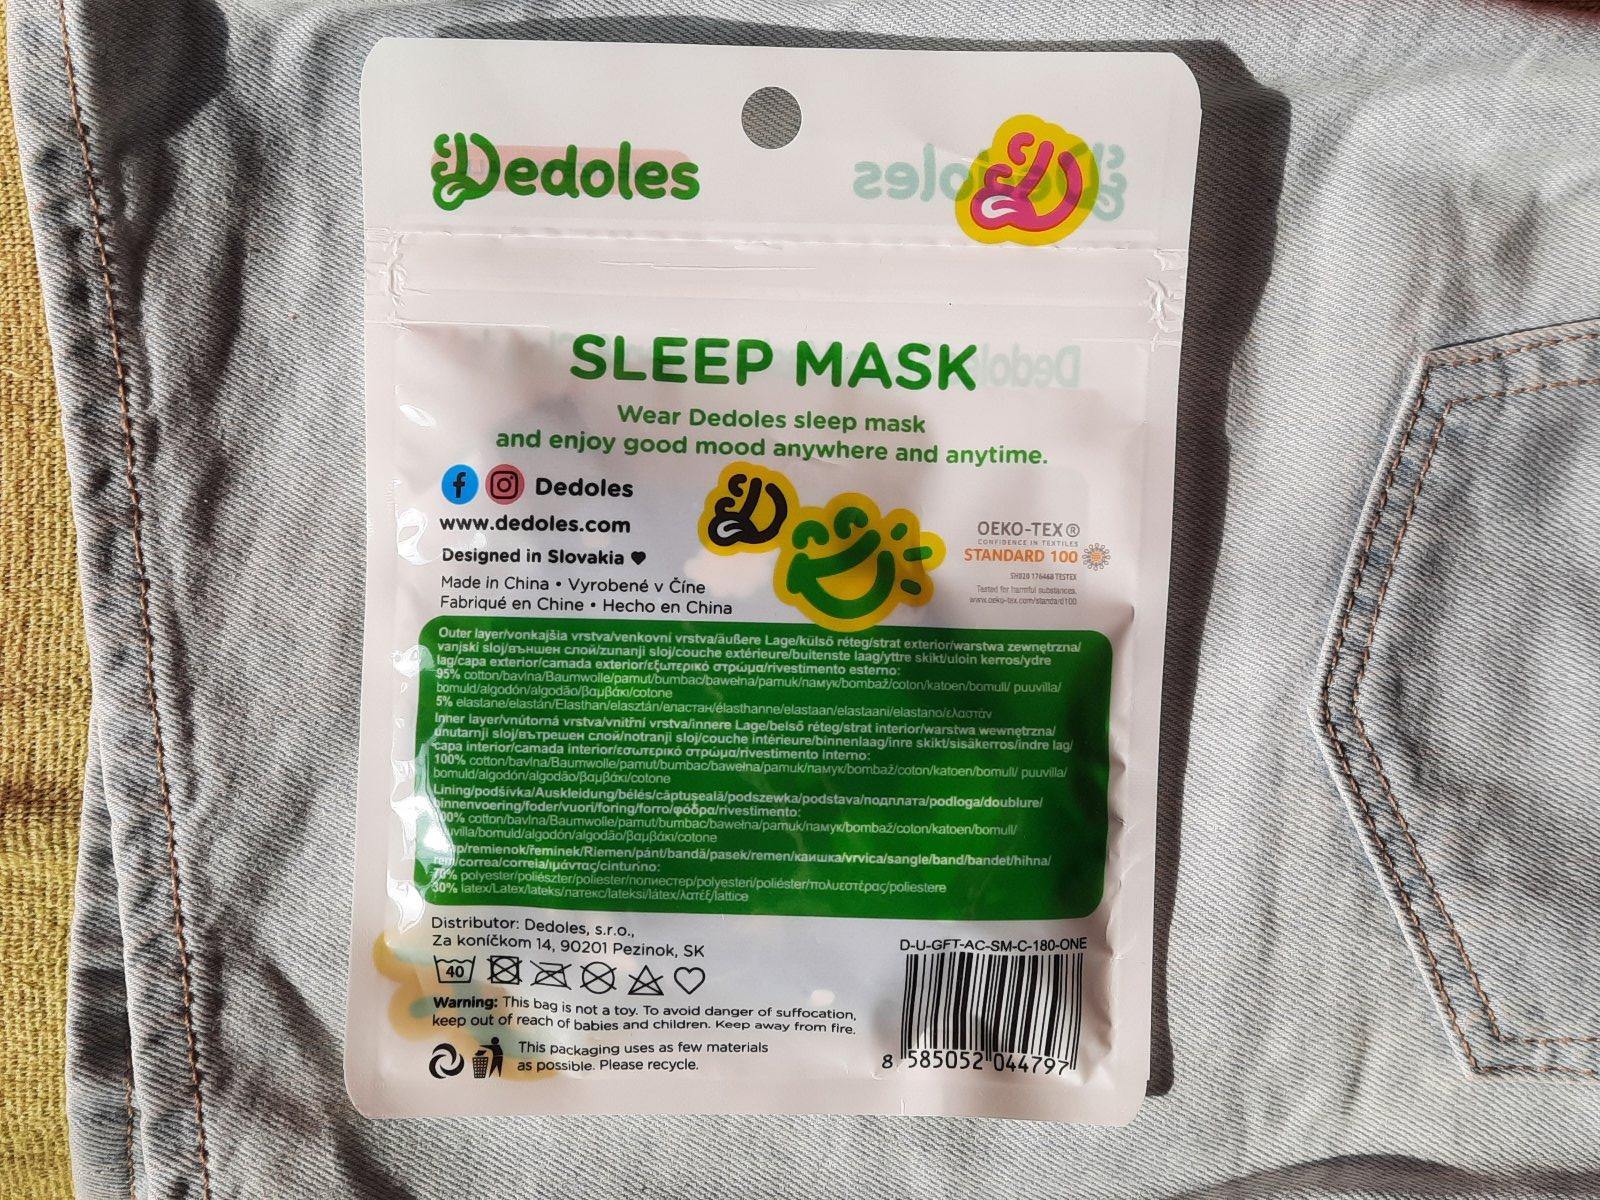 Dedoles
SLEEP MASK
Wear Dedoles sleep mask
and enjoy good mood anywhere and anytime.
Dedoles
www.dedoles.com
Designed in Slovakia
Made in China • Vyrobené v Číne
Fabriqué en Chine • Hecho en China
OEKO-TEX®
CONFIDENCE IN TEXTILES
STANDARD 100
SH020 176468 TESTEX
Tested for harmful substances.
www.oeko-tex.com/standard100
Outer layer/vonkajšia vrstva/venkovní vrstva/äußere Lage/külső réteg/strat exterior/warstwa zewnętrzna/
vanjski sloj/външен слой/zunanji sloj/couche extérieure/buitenste laag/yttre skikt/uloin kerros/ydre
lag/capa exterior/camada exterior/εξωτερικό στρώμα/rivestimento esterno:
95% cotton/bavlna/Baumwolle/pamut/bumbac/bawełna/pamuk/памук/bombaž/coton/katoen/bomull/ puuvilla/
bomuld/algodón/algodão/βαμβάκι/cotone
5% elastane/elastán/Elasthan/elasztán/еластан/élasthanne/elastaan/elastaani/elastano/ελαστάν
Inner layer/vnútorná vrstva/vnitřní vrstva/innere Lage/belső réteg/strat interior/warstwa wewnętrzna/
unutarnji sloj/вътрешен слой/notranji sloj/couche intérieure/binnenlaag/inre skikt/sisäkerros/indre lag/
capa interior/camada interior/εσωτερικό στρώμα/rivestimento interno:
100% cotton/bavlna/Baumwolle/pamut/bumbac/bawełna/pamuk/памук/bombaž/coton/katoen/bomull/ puuvilla/
bomuld/algodón/algodão/βαμβάκι/cotone
Lining/podšívka/Auskleidung/bélés/căptușeală/podszewka/podstava/подплата/podloga/doublure/
binnenvoering/foder/vuori/foring/forro/φόδρα/rivestimento:
100% cotton/bavlna/Baumwolle/pamut/bumbac/bawełna/pamuk/памук/bombaž/coton/katoen/bomull/
puuvilla/bomuld/algodón/algodão/βαμβάκι/cotone
Strap/remienok/řemínek/Riemen/pánt/bandă/pasek/remen/каишка/vrvica/sangle/band/bandet/hihna/
rem/correa/correia/ιμάντας/cinturino:
70% polyester/poliészter/poliester/полиестер/polyesteri/poliéster/πολυεστέρας/poliestere
30% latex/Latex/lateks/латекс/lateksi/látex/λατέξ/lattice
Distributor: Dedoles, s.r.o.,
Za koníčkom 14, 90201 Pezinok, SK
40
Warning: This bag is not a toy. To avoid danger of suffocation,
keep out of reach of babies and children. Keep away from fire.
This packaging uses as few materials
as possible. Please recycle.
D-U-GFT-AC-SM-C-180-ONE
8 585052 044797